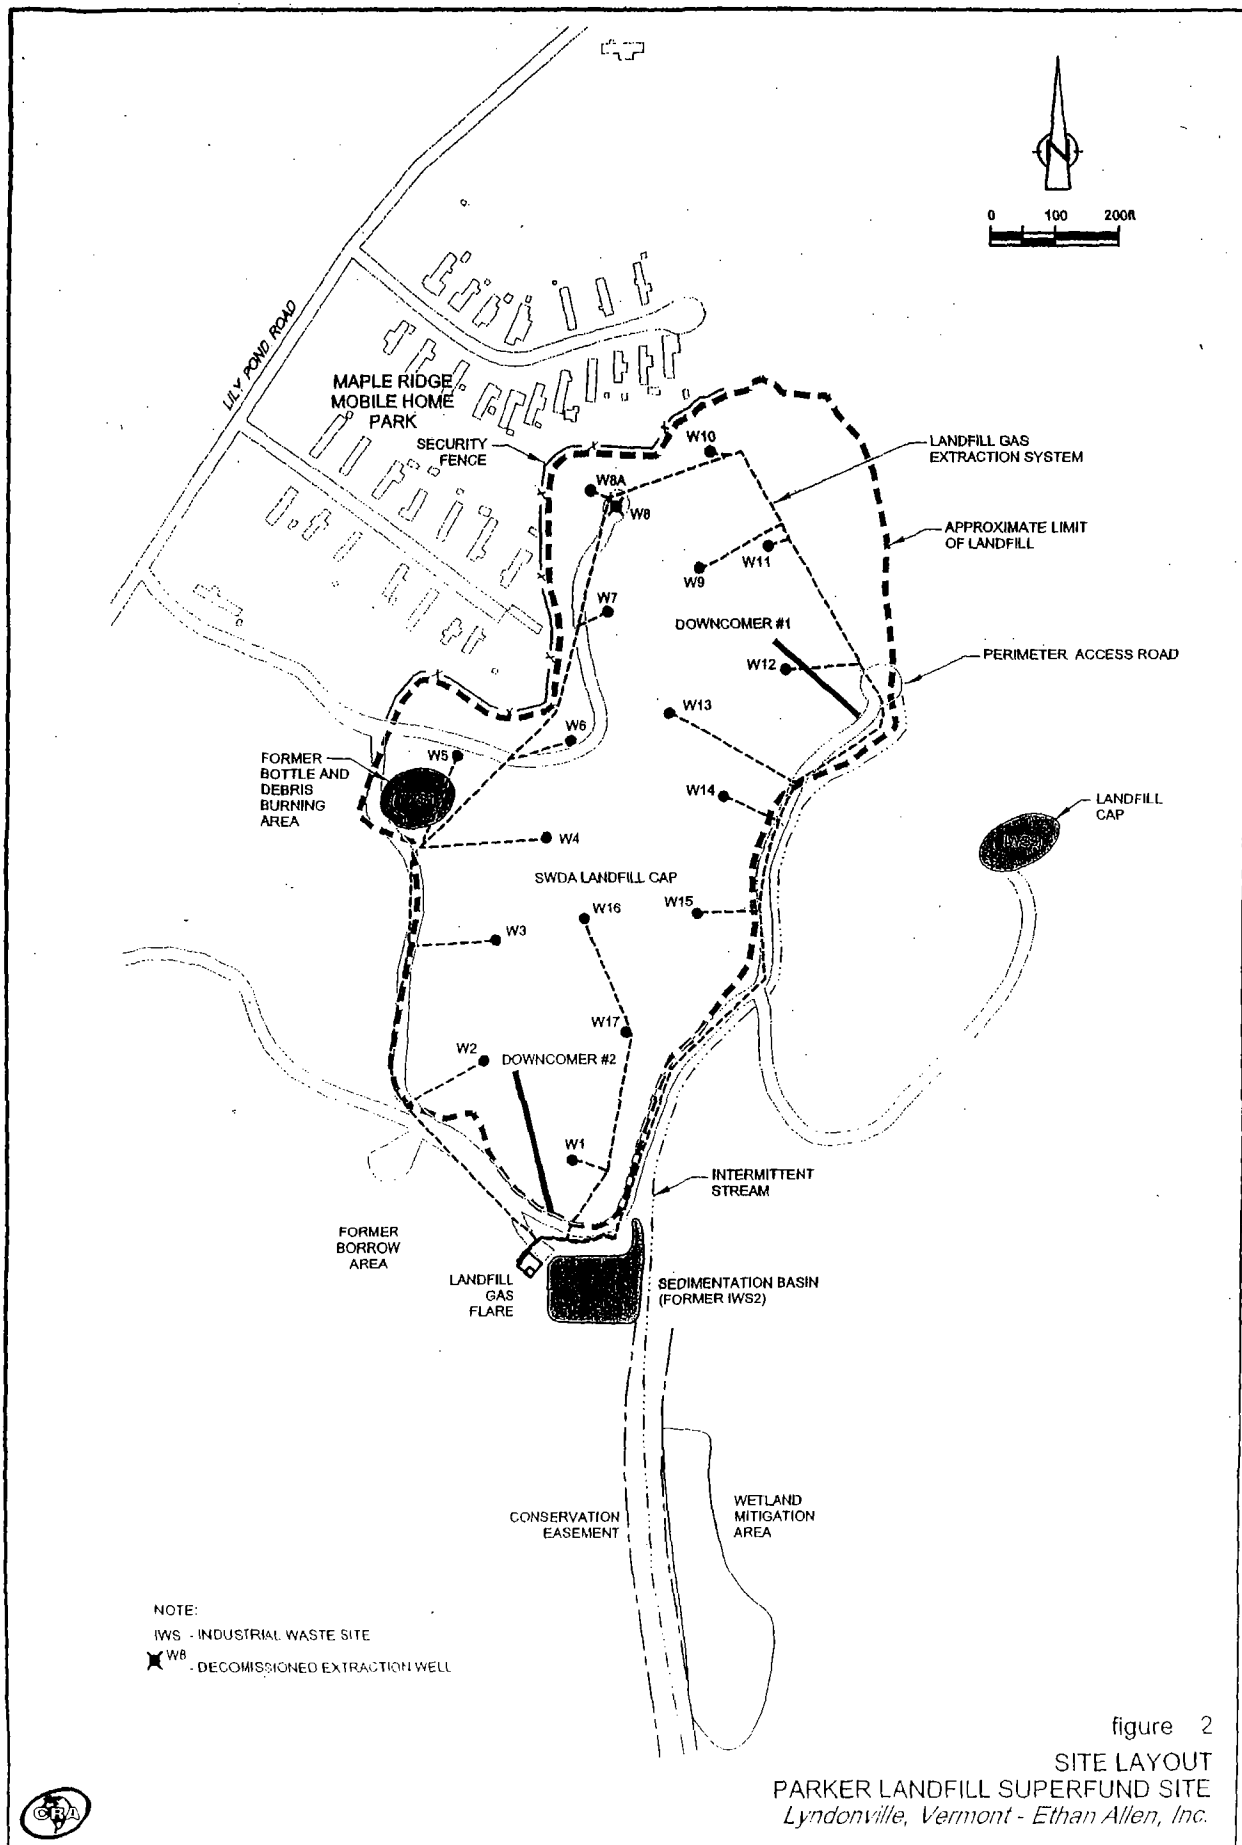 N
0 100 200ft
LILY POND ROAD
MAPLE RIDGE
MOBILE HOME
PARK
SECURITY
FENCE
W10
LANDFILL GAS
EXTRACTION SYSTEM
W8A
W8
APPROXIMATE LIMIT
OF LANDFILL
W11
W9
W7
DOWNCOMER #1
PERIMETER ACCESS ROAD
W12
W13
W6
W5
FORMER
BOTTLE AND
DEBRIS
BURNING
AREA
W14
LANDFILL
CAP
W4
SWDA LANDFILL CAP
W16
W15
W3
W17
W2
DOWNCOMER #2
W1
INTERMITTENT
STREAM
FORMER
BORROW
AREA
LANDFILL
GAS
FLARE
SEDIMENTATION BASIN
(FORMER IWS2)
CONSERVATION
EASEMENT
WETLAND
MITIGATION
AREA
NOTE:
IWS - INDUSTRIAL WASTE SITE
W8 - DECOMISSIONED EXTRACTION WELL
figure 2
SITE LAYOUT
PARKER LANDFILL SUPERFUND SITE
Lyndonville, Vermont - Ethan Allen, Inc.
CRA